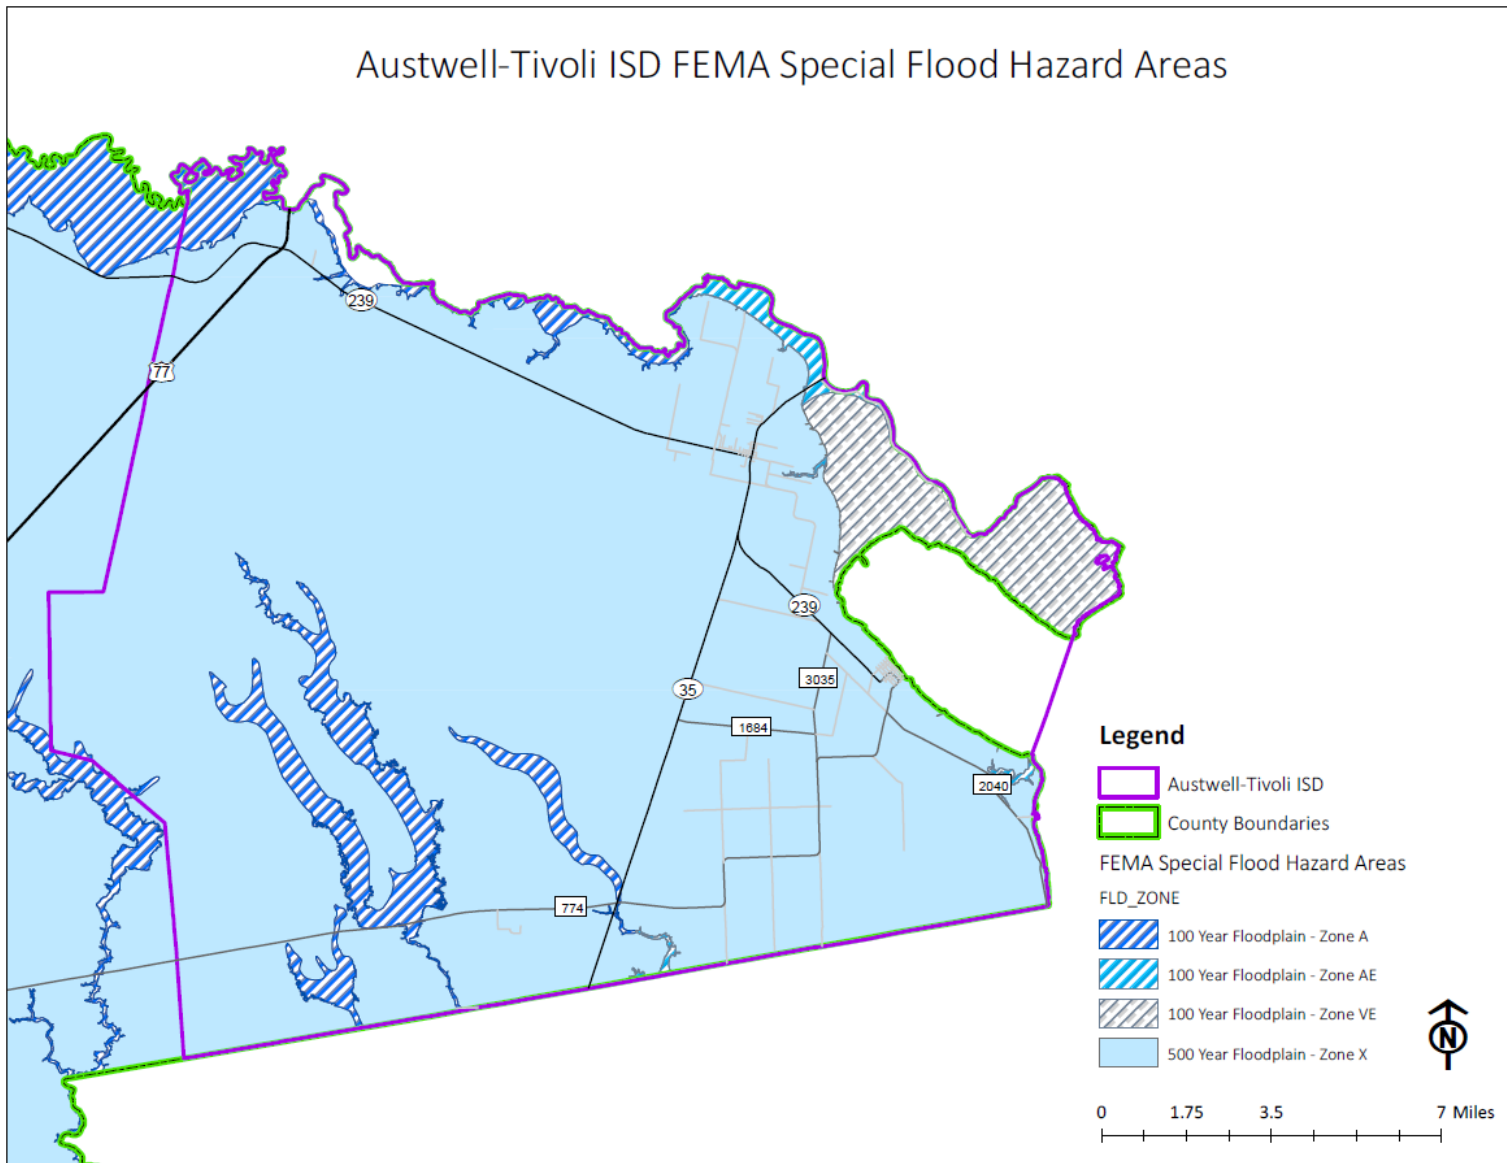 Austwell-Tivoli ISD FEMA Special Flood Hazard Areas
239
77
239
3035
35
1684
2040
774
Legend
Austwell-Tivoli ISD
County Boundaries
FEMA Special Flood Hazard Areas
FLD_ZONE
100 Year Floodplain - Zone A
100 Year Floodplain - Zone AE
100 Year Floodplain - Zone VE
500 Year Floodplain - Zone X
N
0 1.75 3.5 7 Miles